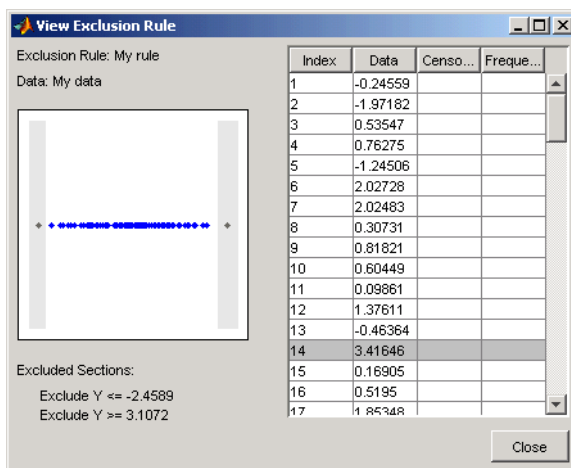 View Exclusion Rule
Exclusion Rule: My rule
Data: My data
Excluded Sections:
Exclude Y <= -2.4589
Exclude Y >= 3.1072
Index Data Censo... Freque...
1 -0.24559
2 -1.97182
3 0.53547
4 0.76275
5 -1.24506
6 2.02728
7 2.02483
8 0.30731
9 0.81821
10 0.60449
11 0.09861
12 1.37611
13 -0.46364
14 3.41646
15 0.16905
16 0.5195
17 1.85348
Close